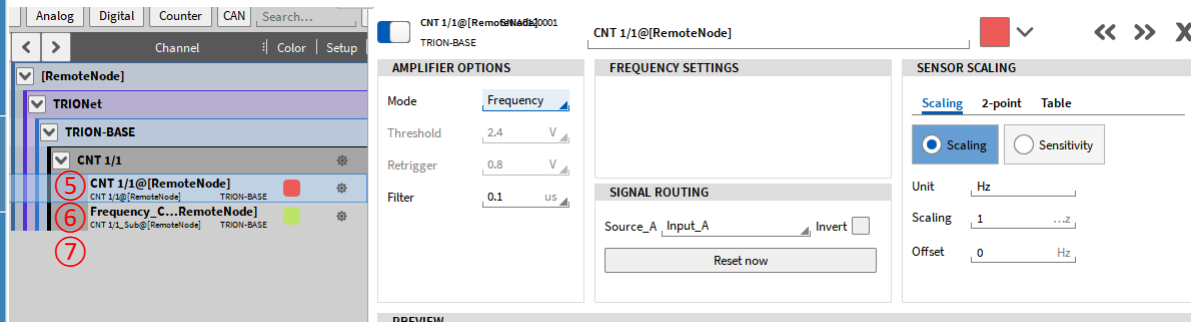 Analog Digital Counter CAN Search...
Channel Color Setup
[RemoteNode]
TRIONet
TRION-BASE
CNT 1/1
⑤ CNT 1/1@[RemoteNode]
CNT 1/1@[RemoteNode] TRION-BASE
⑥ Frequency_C...RemoteNode]
CNT 1/1_Sub@[RemoteNode] TRION-BASE
⑦
CNT 1/1@[RemoteNode]
TRION-BASE
CNT 1/1@[RemoteNode]
AMPLIFIER OPTIONS
Mode Frequency
Threshold 2.4 V
Retrigger 0.8 V
Filter 0.1 us
FREQUENCY SETTINGS
SIGNAL ROUTING
Source_A Input_A Invert
Reset now
SENSOR SCALING
Scaling 2-point Table
Scaling Sensitivity
Unit Hz
Scaling 1 ...z
Offset 0 Hz
PREVIEW